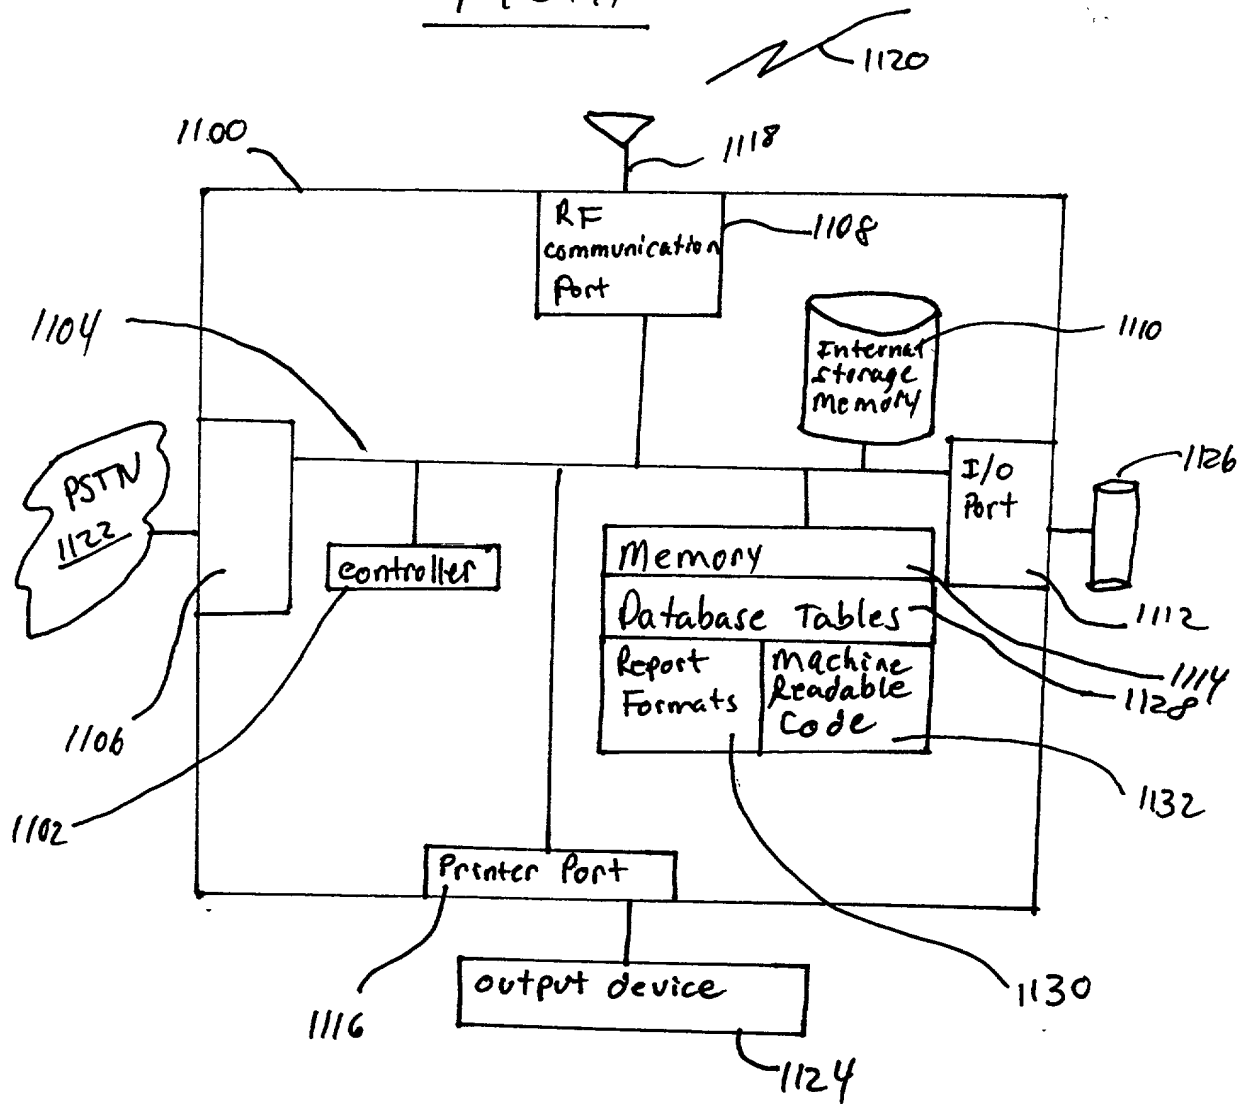 1120
1118
1100
RF
communication
Port
1108
1104
Internal
storage
Memory
1110
PSTN
1122
I/O
Port
1126
controller
Memory
Database Tables
Report
Formats
Machine
Readable
Code
1112
1114
1128
1106
1102
1132
Printer Port
1116
output device
1130
1124